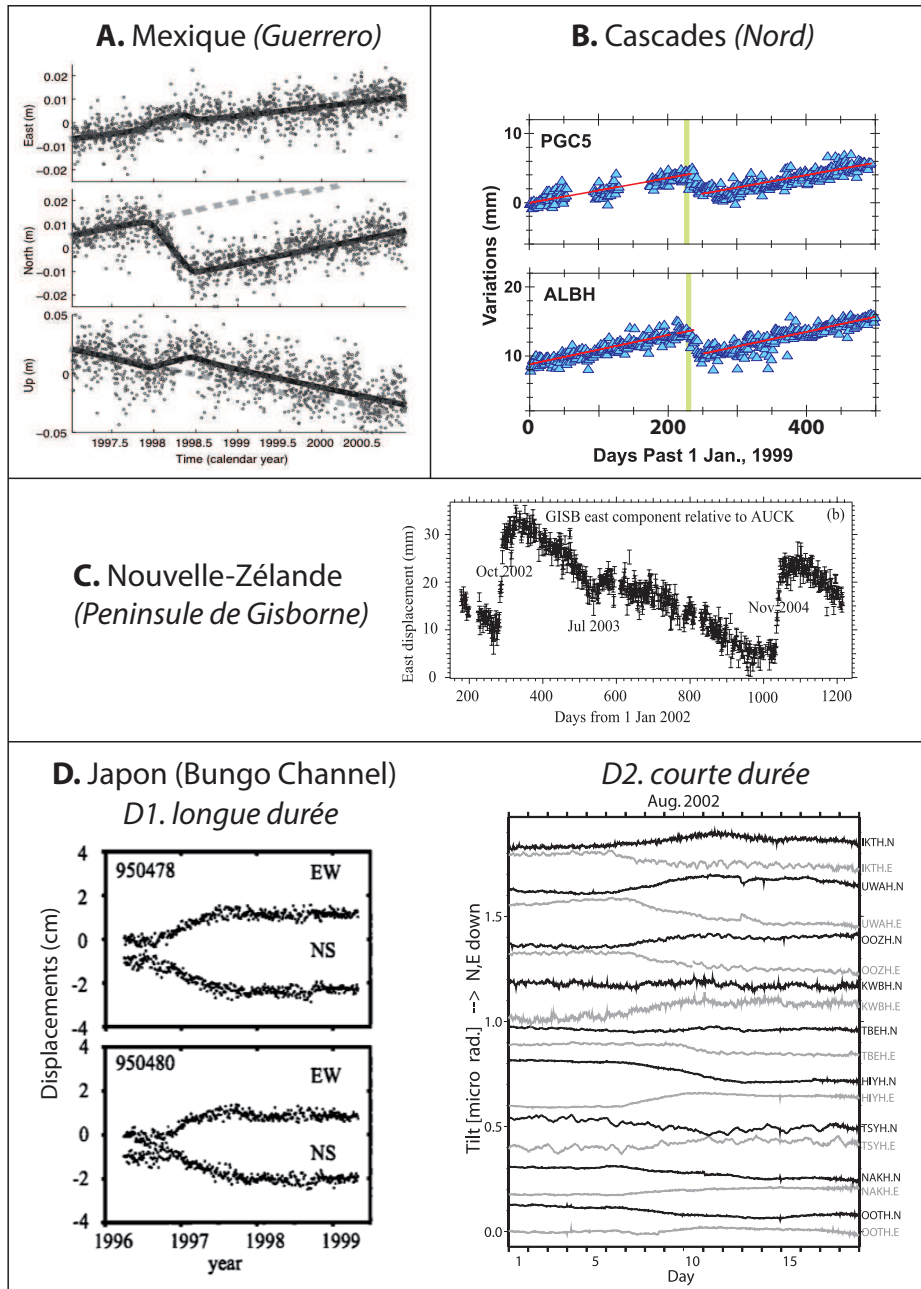 A. Mexique (Guerrero)
0.02
0.01
0
−0.01
−0.02
East (m)
0.02
0.01
0
−0.01
−0.02
North (m)
0.05
0
−0.05
Up (m)
1997.5 1998 1998.5 1999 1999.5 2000 2000.5
Time (calendar year)
B. Cascades (Nord)
PGC5
10
0
ALBH
20
10
Variations (mm)
0 200 400
Days Past 1 Jan., 1999
C. Nouvelle-Zélande
(Peninsule de Gisborne)
GISB east component relative to AUCK (b)
30
20
10
0
East displacement (mm)
Oct 2002
Jul 2003
Nov 2004
200 400 600 800 1000 1200
Days from 1 Jan 2002
D. Japon (Bungo Channel)
D1. longue durée
4
2
0
-2
-4
950478
EW
NS
4
2
0
-2
-4
950480
EW
NS
Displacements (cm)
1996 1997 1998 1999
year
D2. courte durée
Aug. 2002
1.5
1.0
0.5
0.0
Tilt [micro rad.] --> N,E down
IKTH.N
IKTH.E
UWAH.N
UWAH.E
OOZH.N
OOZH.E
KWBH.N
KWBH.E
TBEH.N
TBEH.E
HIYH.N
HIYH.E
TSYH.N
TSYH.E
NAKH.N
NAKH.E
OOTH.N
OOTH.E
1 5 10 15
Day